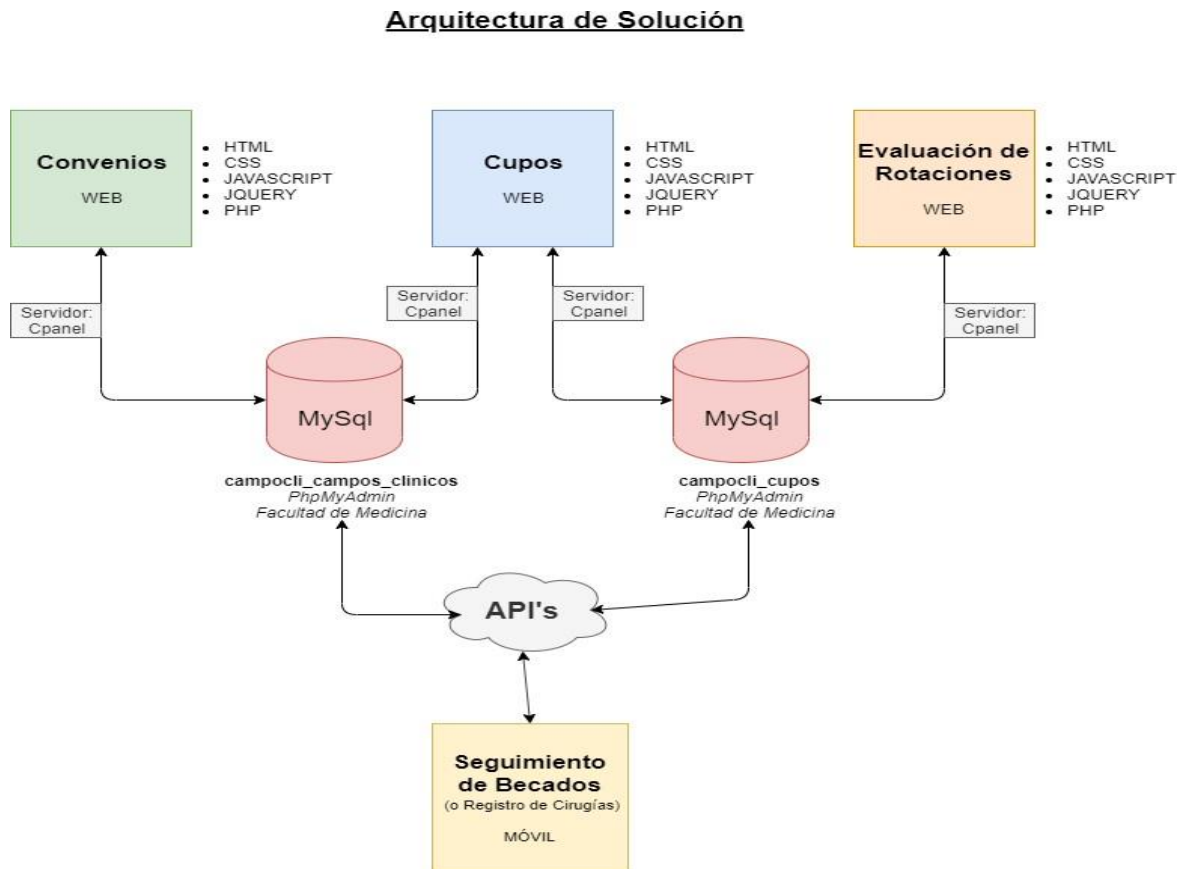 Arquitectura de Solución
Convenios
WEB
• HTML
• CSS
• JAVASCRIPT
• JQUERY
• PHP
Cupos
WEB
• HTML
• CSS
• JAVASCRIPT
• JQUERY
• PHP
Evaluación de
Rotaciones
WEB
• HTML
• CSS
• JAVASCRIPT
• JQUERY
• PHP
Servidor:
Cpanel
Servidor:
Cpanel
Servidor:
Cpanel
Servidor:
Cpanel
MySql
campocli_campos_clinicos
PhpMyAdmin
Facultad de Medicina
MySql
campocli_cupos
PhpMyAdmin
Facultad de Medicina
API's
Seguimiento
de Becados
(o Registro de Cirugías)
MÓVIL